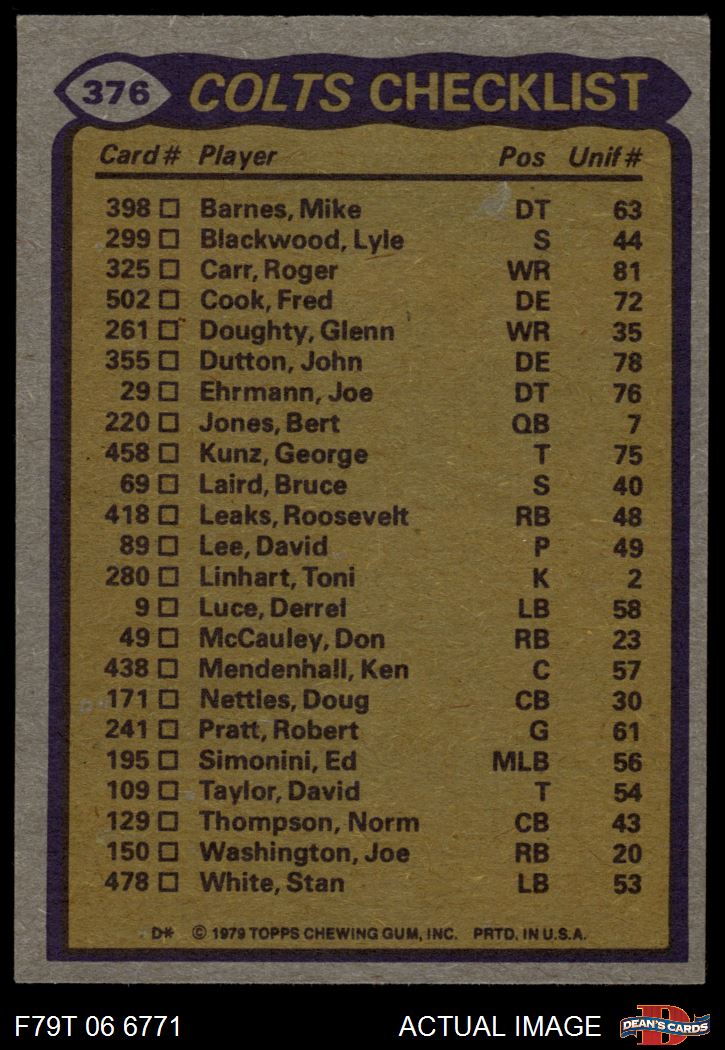 376 COLTS CHECKLIST
Card # Player Pos Unif #
398 □ Barnes, Mike DT 63
299 □ Blackwood, Lyle S 44
325 □ Carr, Roger WR 81
502 □ Cook, Fred DE 72
261 □ Doughty, Glenn WR 35
355 □ Dutton, John DE 78
29 □ Ehrmann, Joe DT 76
220 □ Jones, Bert QB 7
458 □ Kunz, George T 75
69 □ Laird, Bruce S 40
418 □ Leaks, Roosevelt RB 48
89 □ Lee, David P 49
280 □ Linhart, Toni K 2
9 □ Luce, Derrel LB 58
49 □ McCauley, Don RB 23
438 □ Mendenhall, Ken C 57
171 □ Nettles, Doug CB 30
241 □ Pratt, Robert G 61
195 □ Simonini, Ed MLB 56
109 □ Taylor, David T 54
129 □ Thompson, Norm CB 43
150 □ Washington, Joe RB 20
478 □ White, Stan LB 53
D* © 1979 TOPPS CHEWING GUM, INC. PRTD. IN U.S.A.
F79T 06 6771 ACTUAL IMAGE D DEAN'S CARDS